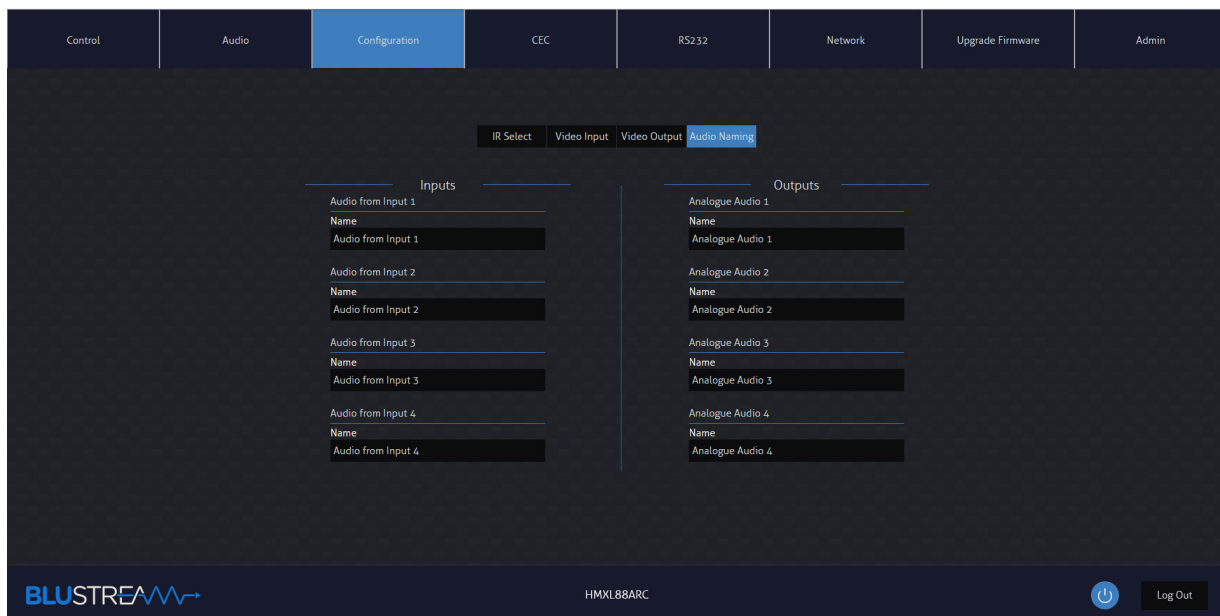 Control Audio Configuration CEC RS232 Network Upgrade Firmware Admin
IR Select Video Input Video Output Audio Naming
Inputs
Audio from Input 1
Name
Audio from Input 1
Audio from Input 2
Name
Audio from Input 2
Audio from Input 3
Name
Audio from Input 3
Audio from Input 4
Name
Audio from Input 4
Outputs
Analogue Audio 1
Name
Analogue Audio 1
Analogue Audio 2
Name
Analogue Audio 2
Analogue Audio 3
Name
Analogue Audio 3
Analogue Audio 4
Name
Analogue Audio 4
BLUSTREAM
HMXL88ARC
Log Out